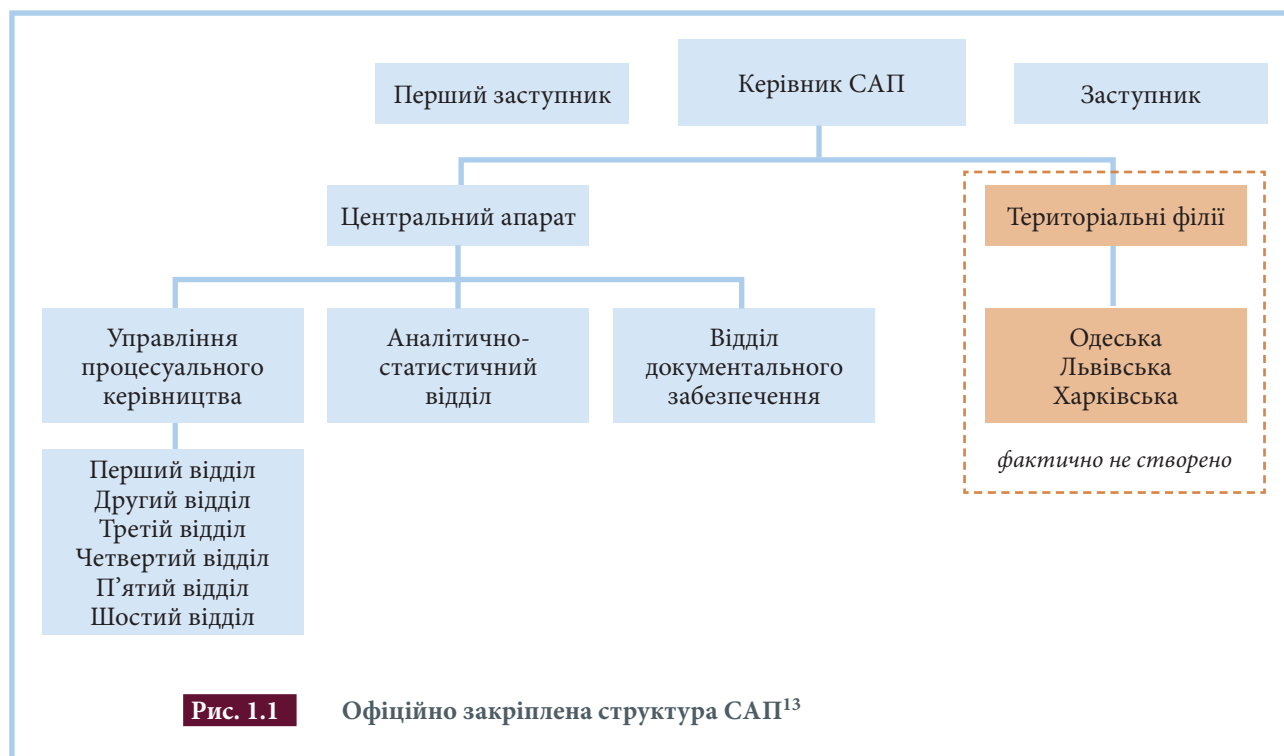 Перший заступник
Керівник САП
Заступник
Центральний апарат
Територіальні філії
Управління
процесуального
керівництва
Аналітично-
статистичний
відділ
Відділ
документального
забезпечення
Одеська
Львівська
Харківська
фактично не створено
Перший відділ
Другий відділ
Третій відділ
Четвертий відділ
П’ятий відділ
Шостий відділ
Рис. 1.1 Офіційно закріплена структура САП¹³